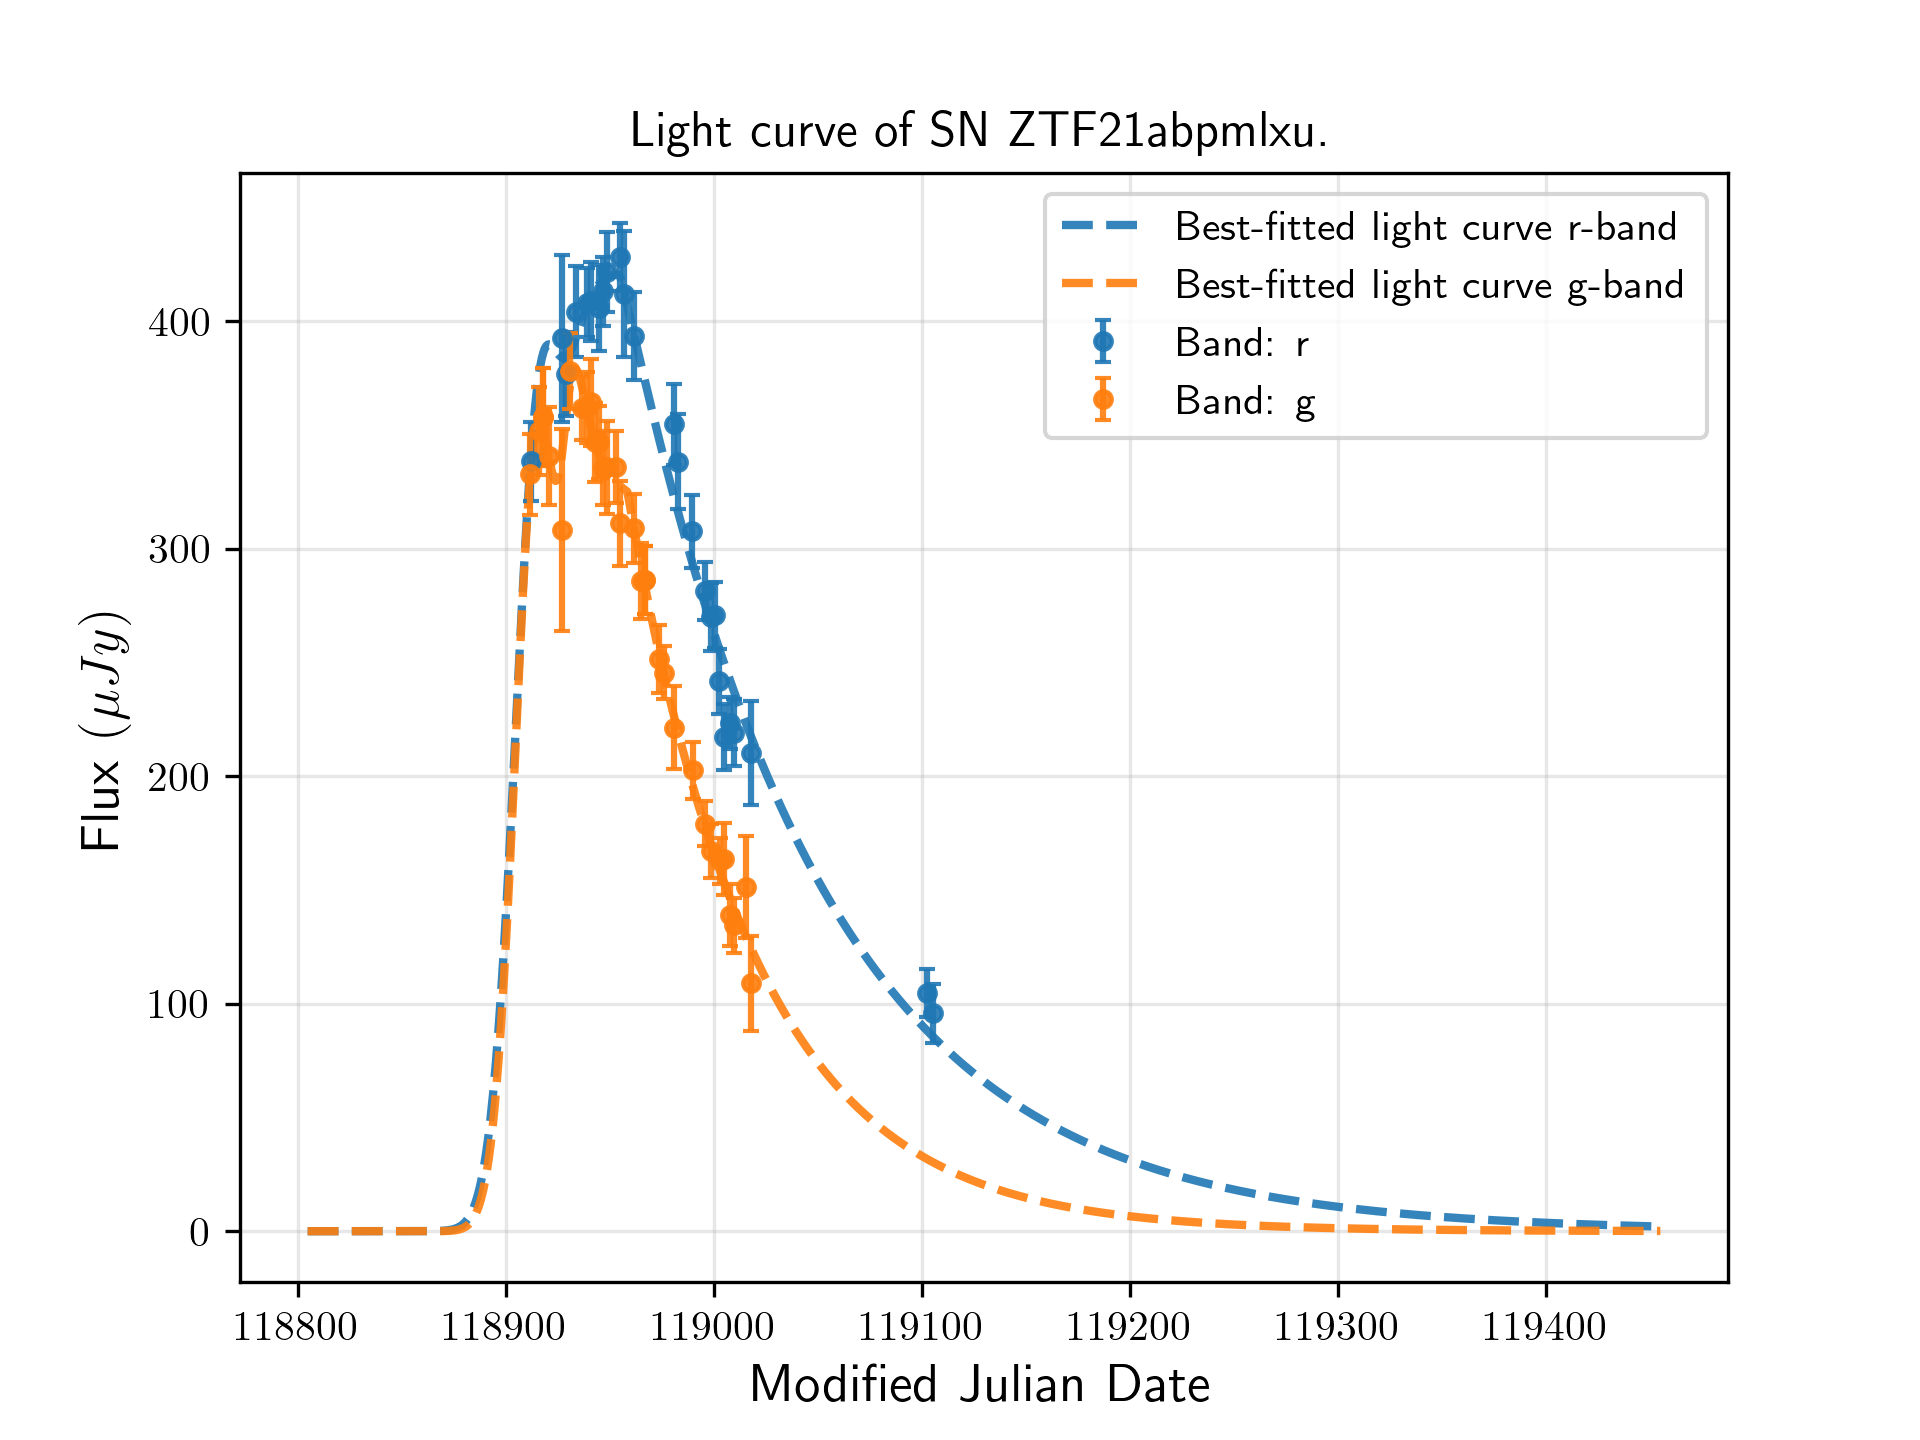 Light curve of SN ZTF21abpmlxu.
Best-fitted light curve r-band
Best-fitted light curve g-band
Band: r
Band: g
400
300
200
100
0
Flux (μJy)
118800 118900 119000 119100 119200 119300 119400
Modified Julian Date